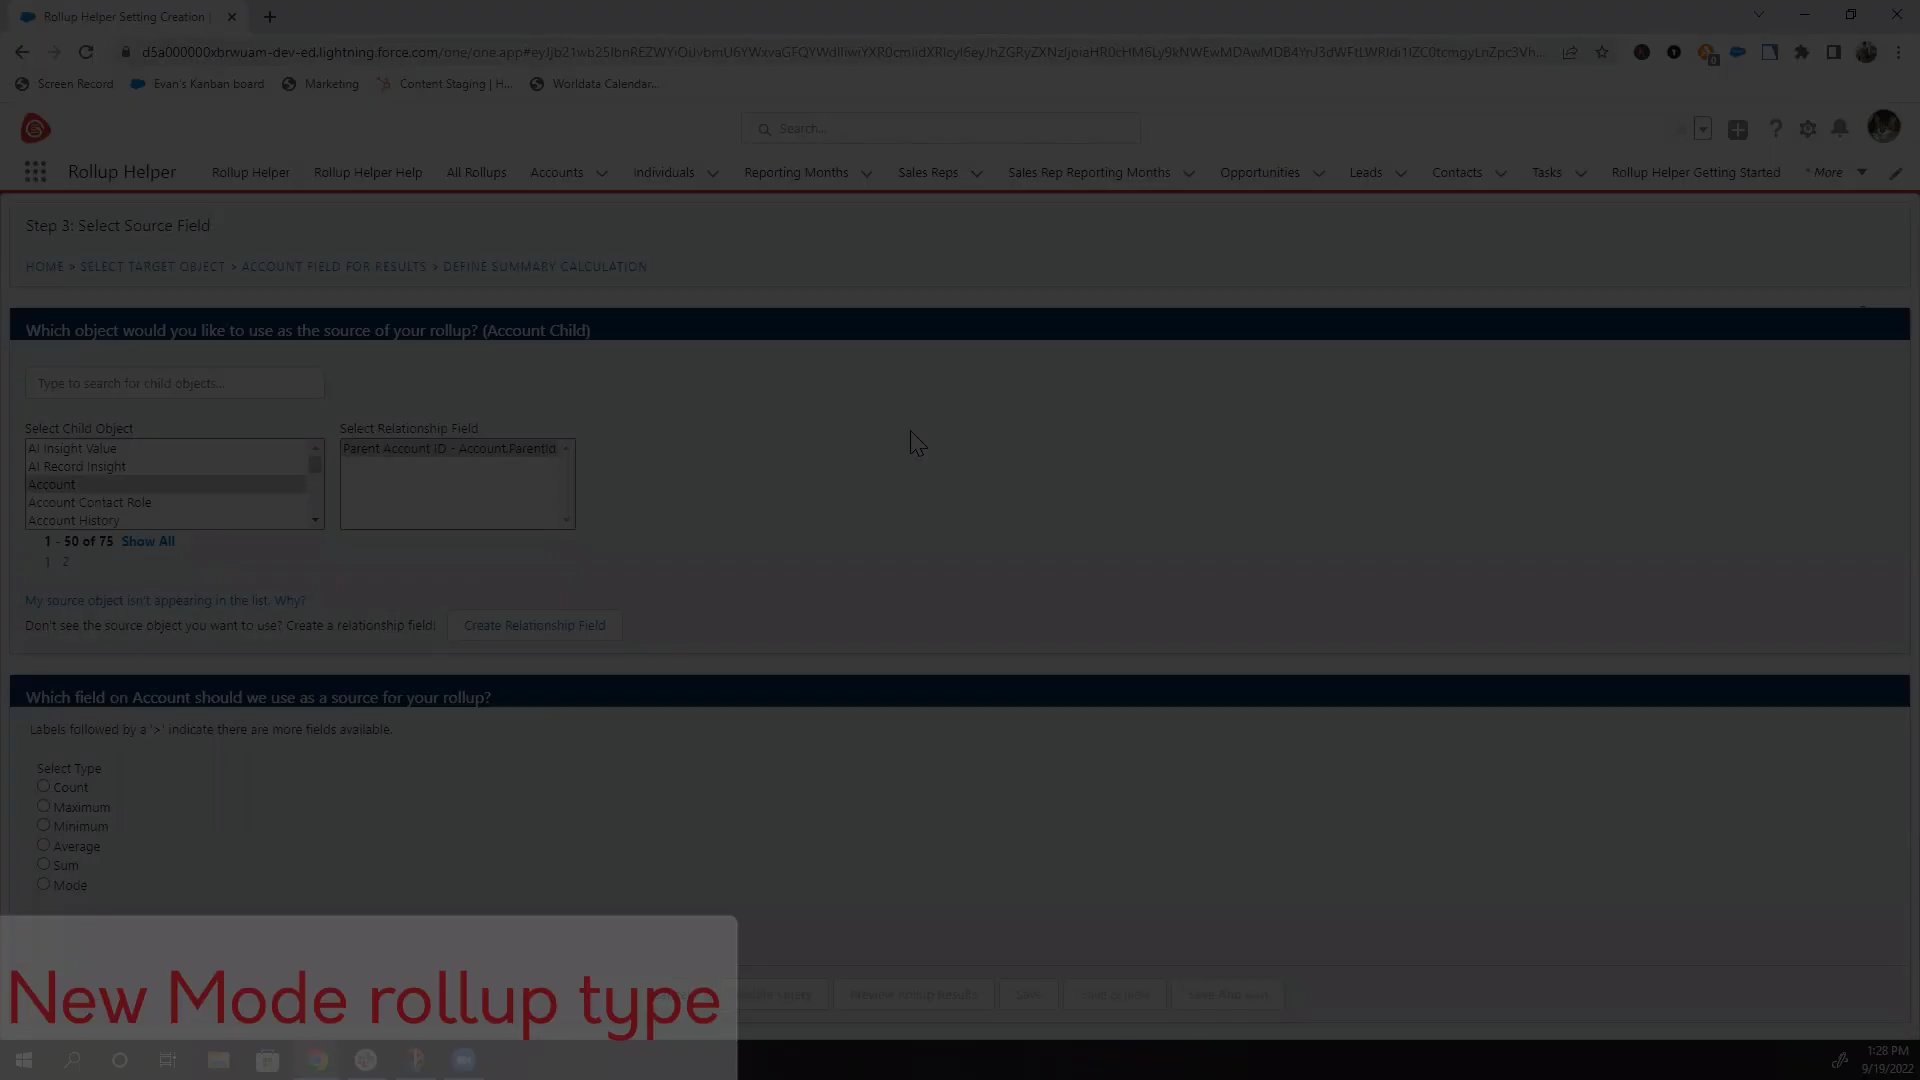 Rollup Helper Setting Creation |
Screen Record
Evan's Kanban board
Marketing
Content Staging | H...
Worldata Calendar...
Search...
Rollup Helper
Rollup Helper
Rollup Helper Help
All Rollups
Accounts
Individuals
Reporting Months
Sales Reps
Sales Rep Reporting Months
Opportunities
Leads
Contacts
Tasks
Rollup Helper Getting Started
* More
Step 3: Select Source Field
HOME > SELECT TARGET OBJECT > ACCOUNT FIELD FOR RESULTS > DEFINE SUMMARY CALCULATION
Which object would you like to use as the source of your rollup? (Account Child)
Type to search for child objects...
Select Child Object
Select Relationship Field
AI Insight Value
Parent Account ID - Account.ParentId
AI Record Insight
Account
Account Contact Role
Account History
1 - 50 of 75 Show All
1 2
My source object isn't appearing in the list. Why?
Don't see the source object you want to use? Create a relationship field:
Create Relationship Field
Which field on Account should we use as a source for your rollup?
Labels followed by a '>' indicate there are more fields available.
Select Type
Count
Maximum
Minimum
Average
Sum
Mode
New Mode rollup type
Preview Rollup Results
Save
Save And Run
1:28 PM
9/19/2022